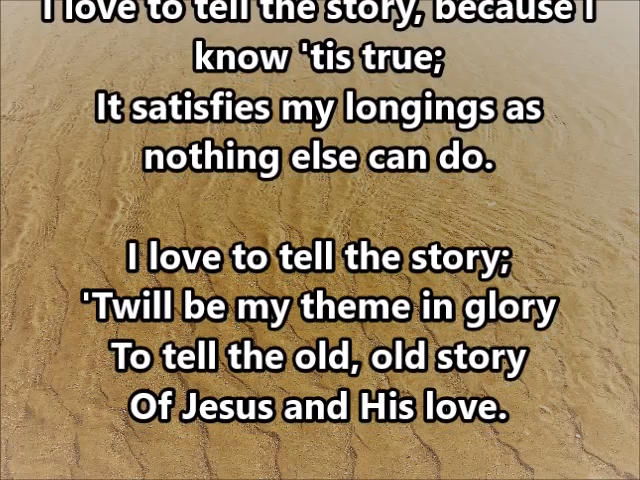 I love to tell the story, because I
know 'tis true;
It satisfies my longings as
nothing else can do.
I love to tell the story;
'Twill be my theme in glory
To tell the old, old story
Of Jesus and His love.